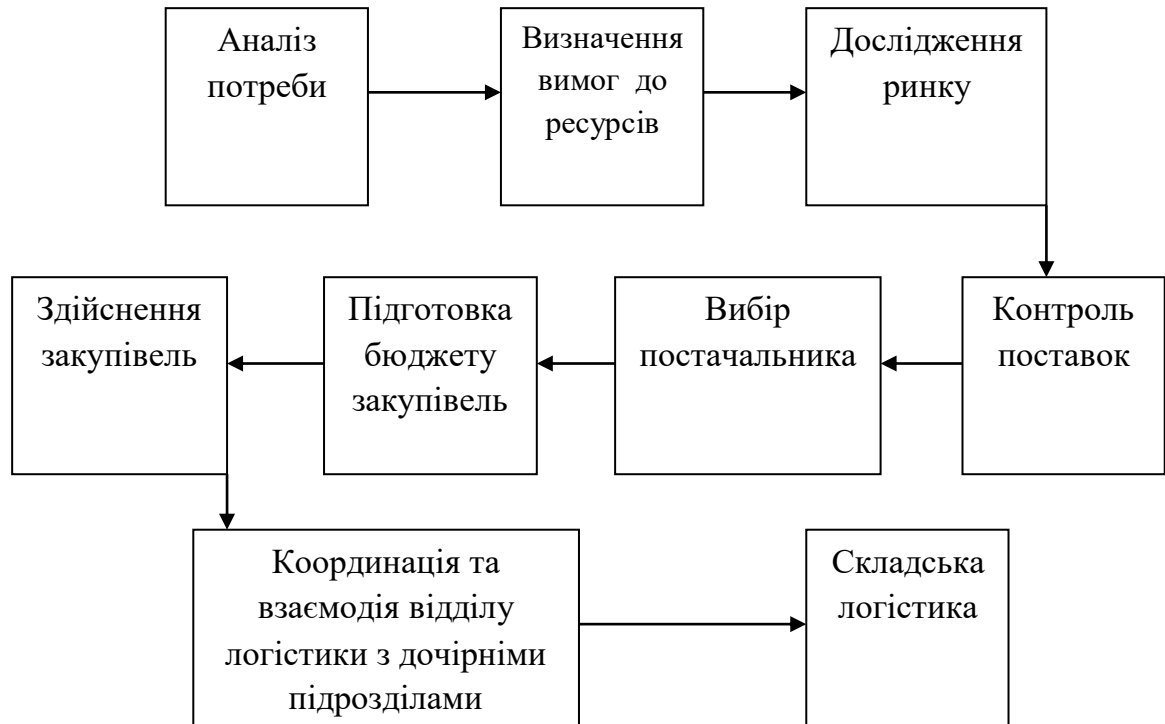 Аналіз
потреби
Визначення
вимог до
ресурсів
Дослідження
ринку
Здійснення
закупівель
Підготовка
бюджету
закупівель
Вибір
постачальника
Контроль
поставок
Координація та
взаємодія відділу
логістики з дочірніми
підрозділами
Складська
логістика